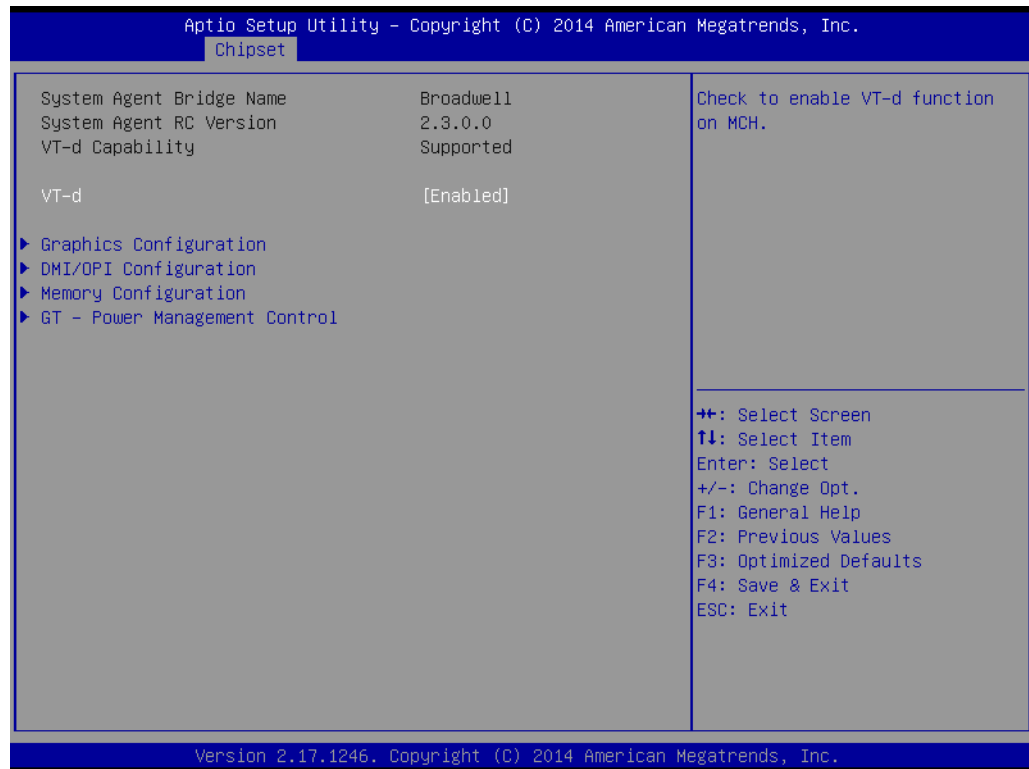 Aptio Setup Utility – Copyright (C) 2014 American Megatrends, Inc.
Chipset
System Agent Bridge Name Broadwell
System Agent RC Version 2.3.0.0
VT-d Capability Supported
VT-d [Enabled]
Graphics Configuration
DMI/OPI Configuration
Memory Configuration
GT – Power Management Control
Check to enable VT-d function
on MCH.
→←: Select Screen
↑↓: Select Item
Enter: Select
+/-: Change Opt.
F1: General Help
F2: Previous Values
F3: Optimized Defaults
F4: Save & Exit
ESC: Exit
Version 2.17.1246. Copyright (C) 2014 American Megatrends, Inc.